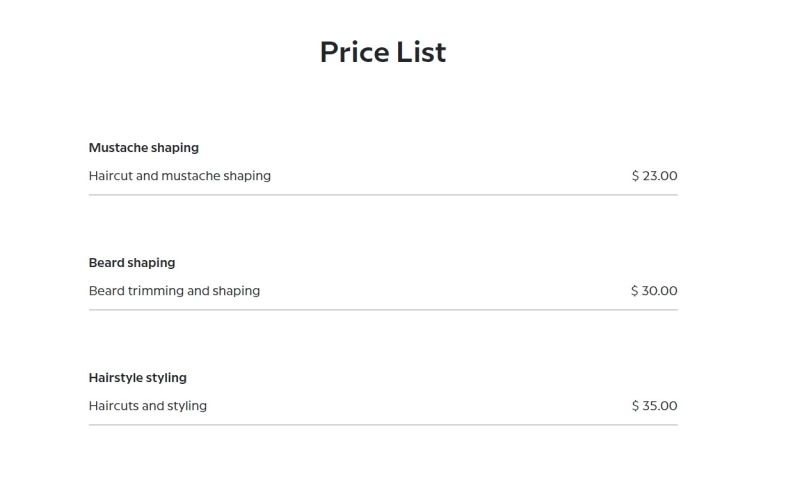 Price List
Mustache shaping
Haircut and mustache shaping $ 23.00
Beard shaping
Beard trimming and shaping $ 30.00
Hairstyle styling
Haircuts and styling $ 35.00